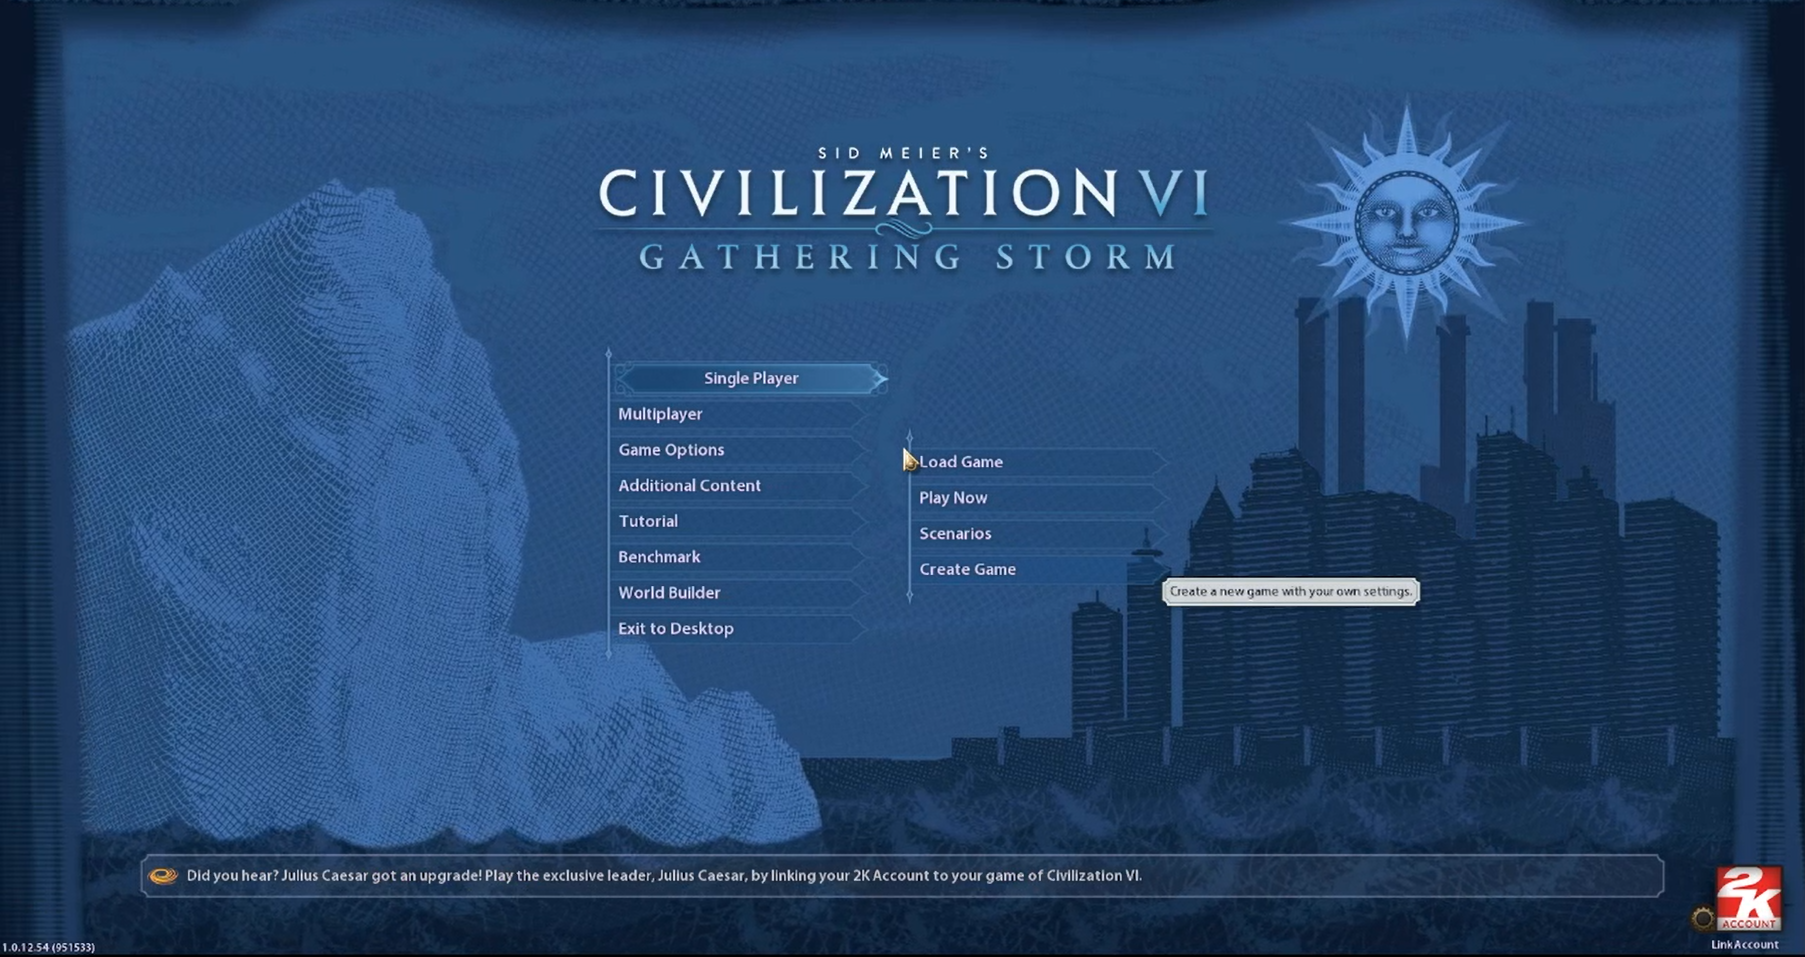 SID MEIER'S
CIVILIZATION VI
GATHERING STORM
Single Player
Multiplayer
Game Options
Additional Content
Tutorial
Benchmark
World Builder
Exit to Desktop
Load Game
Play Now
Scenarios
Create Game
Create a new game with your own settings.
Did you hear? Julius Caesar got an upgrade! Play the exclusive leader, Julius Caesar, by linking your 2K Account to your game of Civilization VI.
2K
ACCOUNT
Link Account
1.0.12.54 (951533)